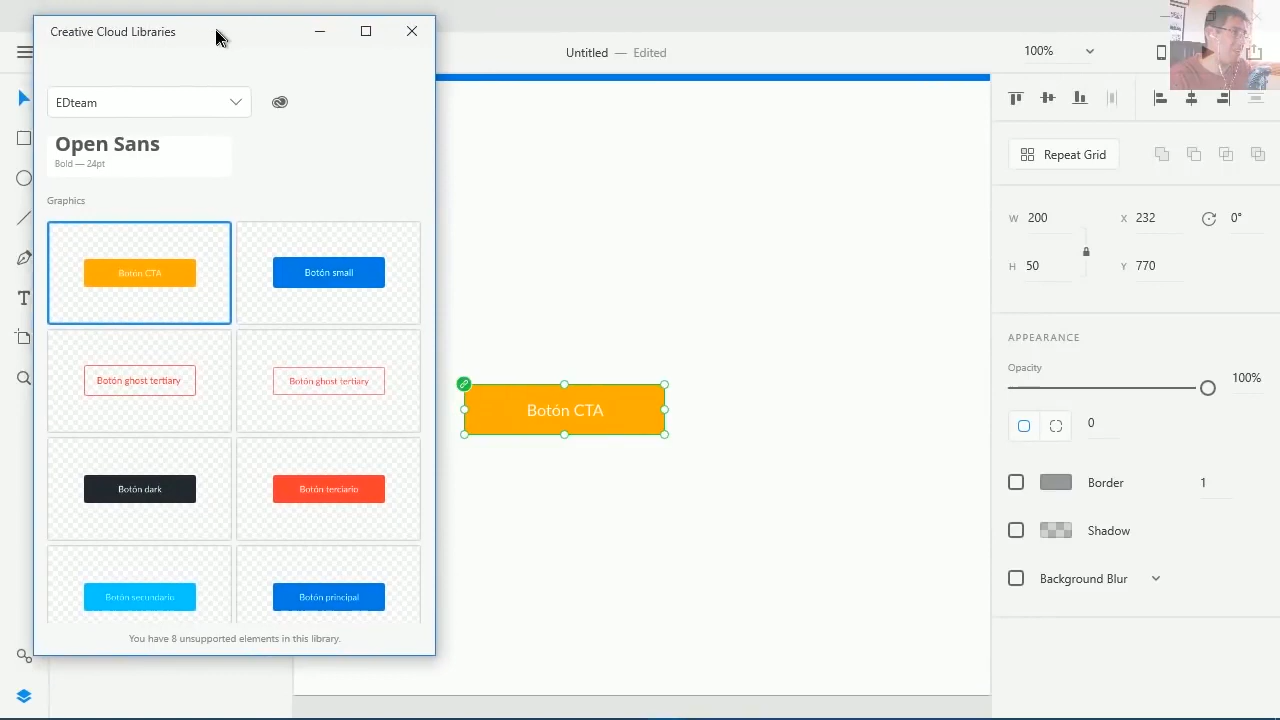 Creative Cloud Libraries
Untitled — Edited
100%
EDteam
Open Sans
Bold — 24pt
Graphics
Botón CTA
Botón small
Botón ghost tertiary
Botón ghost tertiary
Botón dark
Botón terciario
Botón secundario
Botón principal
You have 8 unsupported elements in this library.
Botón CTA
Repeat Grid
W 200 X 232 0°
H 50 Y 770
APPEARANCE
Opacity
100%
0
Border 1
Shadow
Background Blur